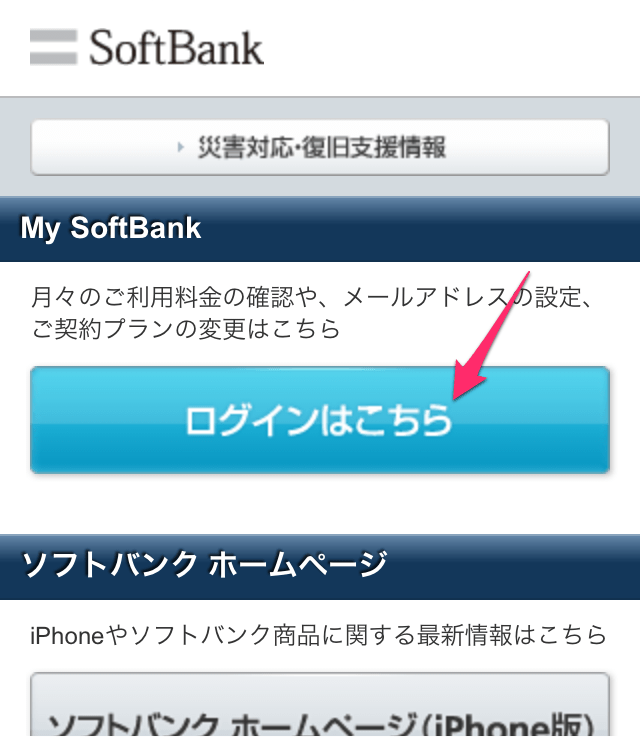 SoftBank
災害対応・復旧支援情報
My SoftBank
月々のご利用料金の確認や、メールアドレスの設定、
ご契約プランの変更はこちら
ログインはこちら
ソフトバンク ホームページ
iPhoneやソフトバンク商品に関する最新情報はこちら
ソフトバンク ホームページ(iPhone版)